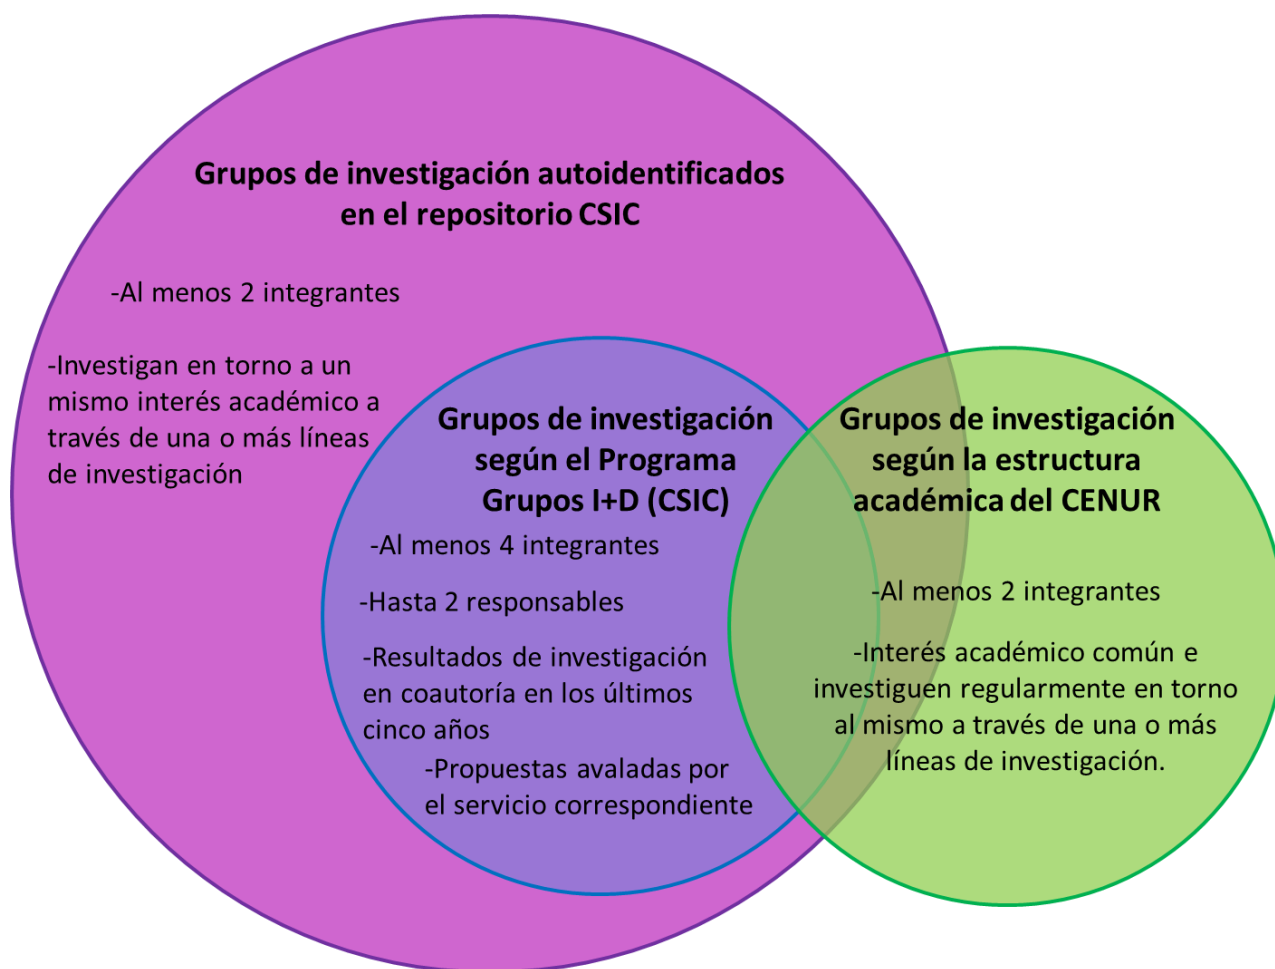 Grupos de investigación autoidentificados
en el repositorio CSIC
-Al menos 2 integrantes
-Investigan en torno a un
mismo interés académico a
través de una o más líneas
de investigación
Grupos de investigación
según el Programa
Grupos I+D (CSIC)
-Al menos 4 integrantes
-Hasta 2 responsables
-Resultados de investigación
en coautoría en los últimos
cinco años
-Propuestas avaladas por
el servicio correspondiente
Grupos de investigación
según la estructura
académica del CENUR
-Al menos 2 integrantes
-Interés académico común e
investiguen regularmente en torno
al mismo a través de una o más
líneas de investigación.